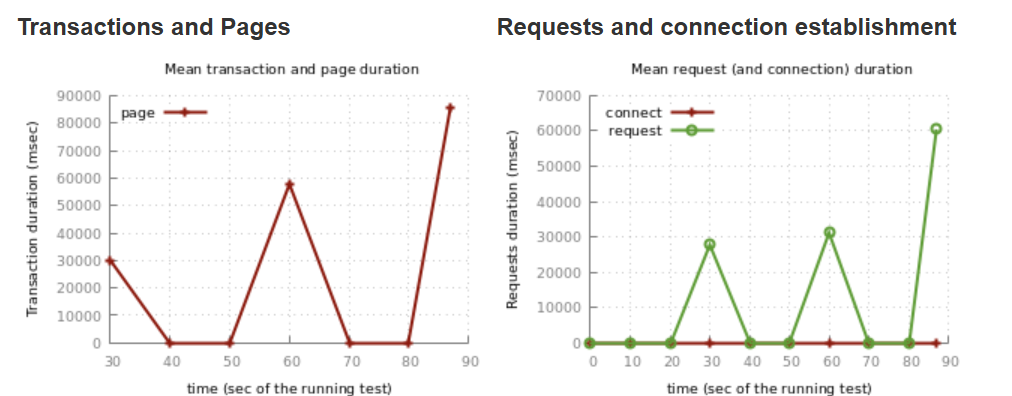 Transactions and Pages
Mean transaction and page duration
page
Transaction duration (msec)
90000
80000
70000
60000
50000
40000
30000
20000
10000
0
30 40 50 60 70 80 90
time (sec of the running test)
Requests and connection establishment
Mean request (and connection) duration
connect
request
Requests duration (msec)
70000
60000
50000
40000
30000
20000
10000
0
0 10 20 30 40 50 60 70 80 90
time (sec of the running test)